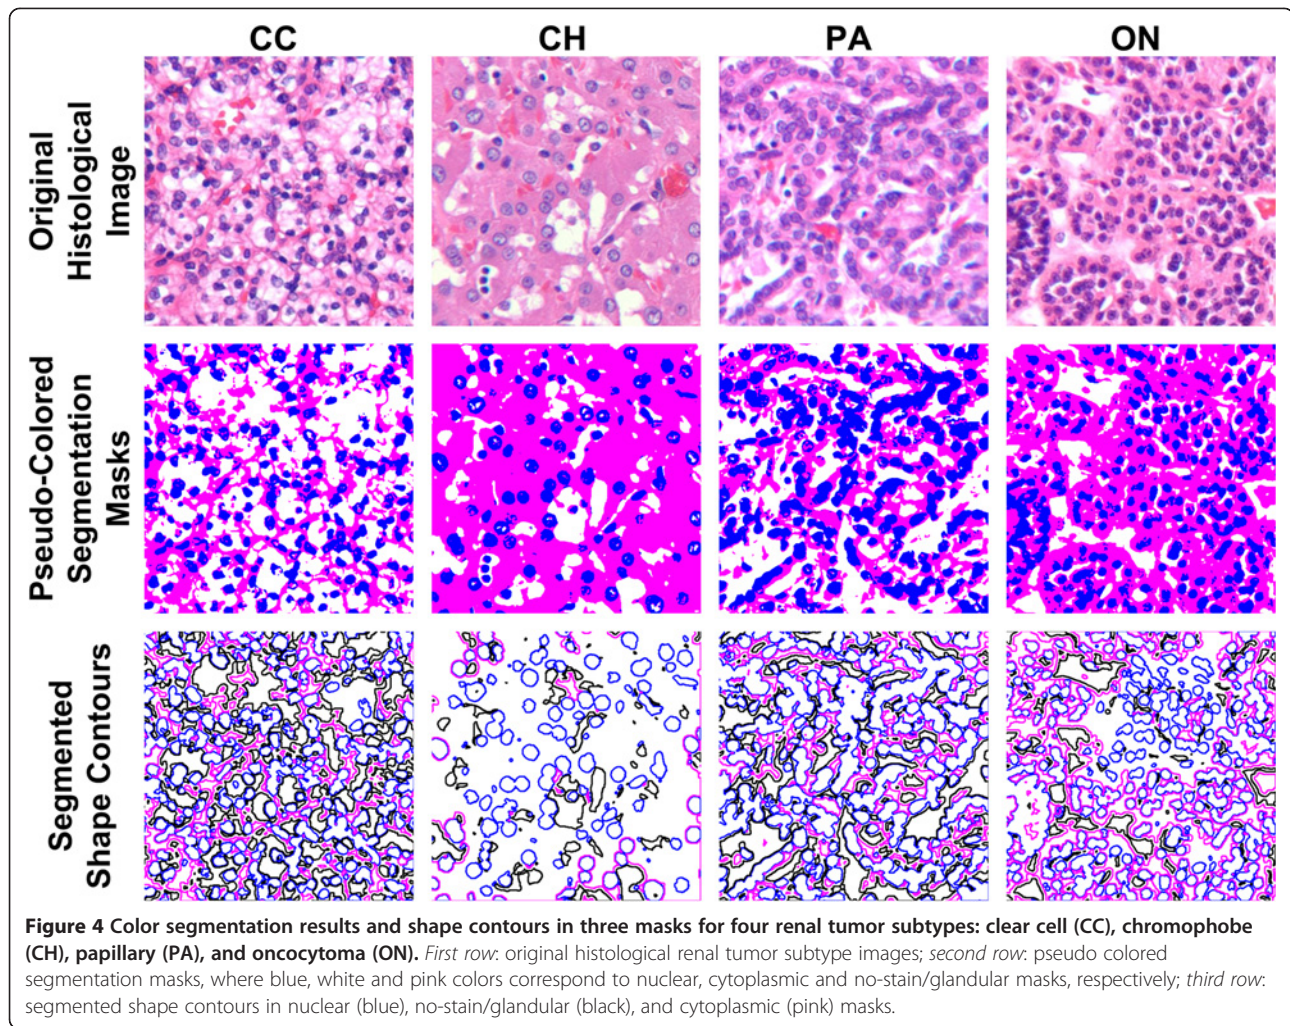 CC CH PA ON
Original
Histological
Image
Pseudo-Colored
Segmentation
Masks
Segmented
Shape Contours
Figure 4 Color segmentation results and shape contours in three masks for four renal tumor subtypes: clear cell (CC), chromophobe
(CH), papillary (PA), and oncocytoma (ON). First row: original histological renal tumor subtype images; second row: pseudo colored
segmentation masks, where blue, white and pink colors correspond to nuclear, cytoplasmic and no-stain/glandular masks, respectively; third row:
segmented shape contours in nuclear (blue), no-stain/glandular (black), and cytoplasmic (pink) masks.